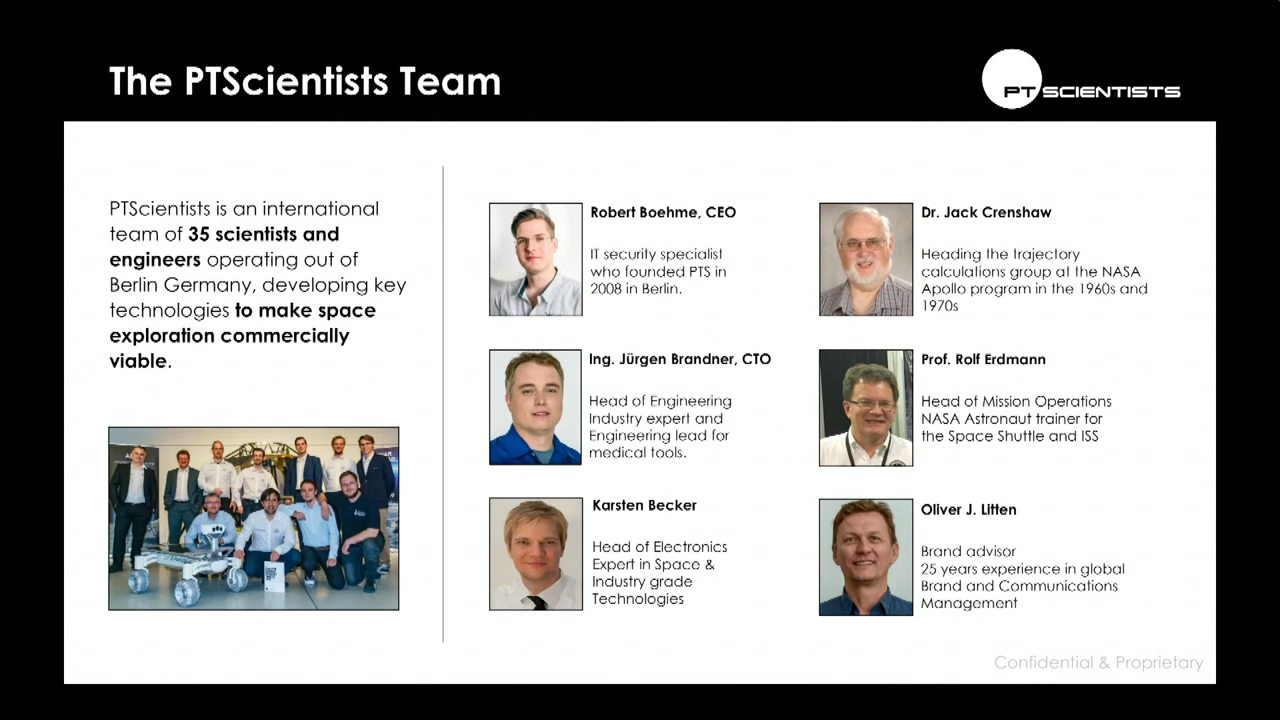 The PTScientists Team
PT SCIENTISTS
PTScientists is an international
team of 35 scientists and
engineers operating out of
Berlin Germany, developing key
technologies to make space
exploration commercially
viable.
Robert Boehme, CEO
IT security specialist
who founded PTS in
2008 in Berlin.
Ing. Jürgen Brandner, CTO
Head of Engineering
Industry expert and
Engineering lead for
medical tools.
Karsten Becker
Head of Electronics
Expert in Space &
Industry grade
Technologies
Dr. Jack Crenshaw
Heading the trajectory
calculations group at the NASA
Apollo program in the 1960s and
1970s
Prof. Rolf Erdmann
Head of Mission Operations
NASA Astronaut trainer for
the Space Shuttle and ISS
Oliver J. Litten
Brand advisor
25 years experience in global
Brand and Communications
Management
Confidential & Proprietary